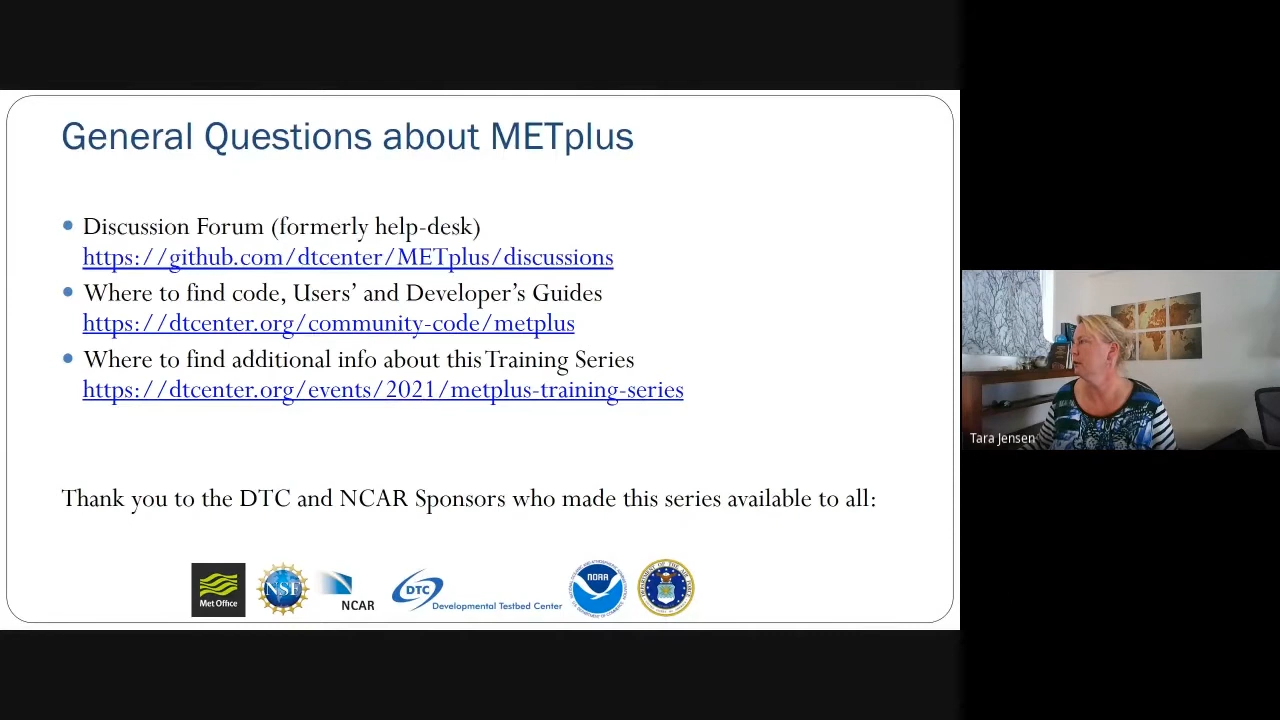 General Questions about METplus
Discussion Forum (formerly help-desk)
https://github.com/dtcenter/METplus/discussions
Where to find code, Users’ and Developer’s Guides
https://dtcenter.org/community-code/metplus
Where to find additional info about this Training Series
https://dtcenter.org/events/2021/metplus-training-series
Tara Jensen
Thank you to the DTC and NCAR Sponsors who made this series available to all:
Met Office
NSF
NCAR
DTC
Developmental Testbed Center
NOAA